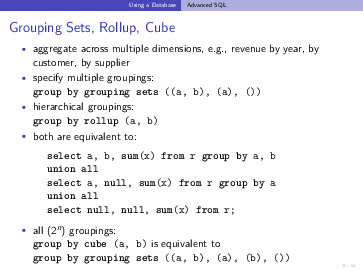 Using a Database Advanced SQL
Grouping Sets, Rollup, Cube
▪ aggregate across multiple dimensions, e.g., revenue by year, by
customer, by supplier
▪ specify multiple groupings:
group by grouping sets ((a, b), (a), ())
▪ hierarchical groupings:
group by rollup (a, b)
▪ both are equivalent to:
select a, b, sum(x) from r group by a, b
union all
select a, null, sum(x) from r group by a
union all
select null, null, sum(x) from r;
▪ all (2ⁿ) groupings:
group by cube (a, b) is equivalent to
group by grouping sets ((a, b), (a), (b), ())